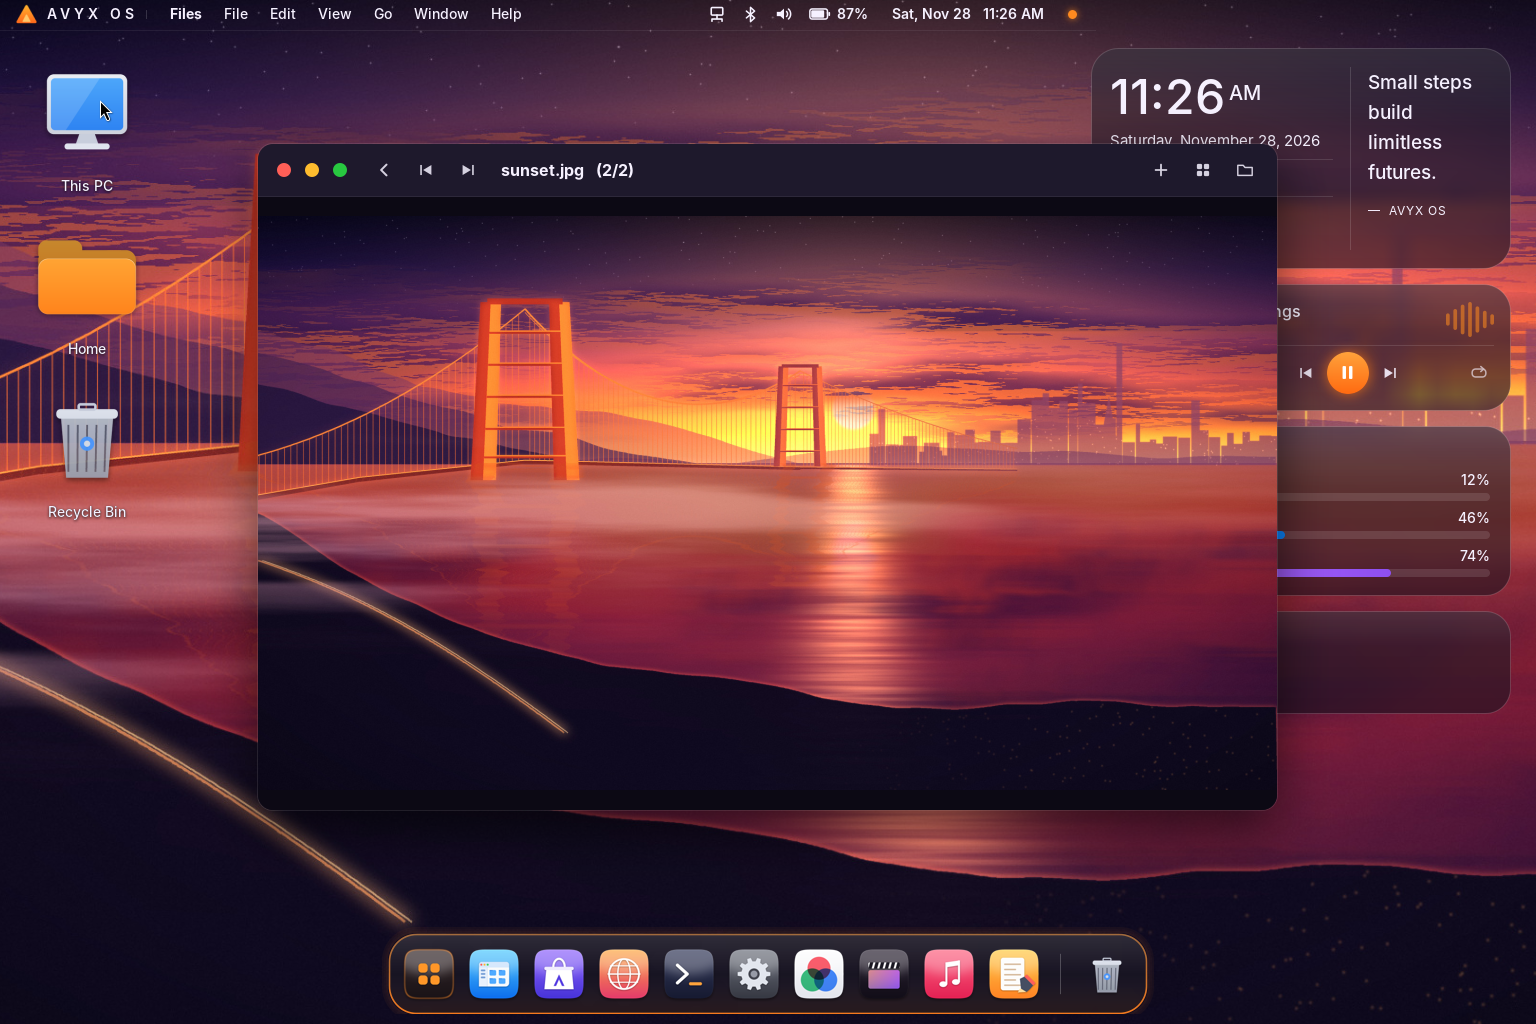 AVYX OS Files File Edit View Go Window Help 87% Sat, Nov 28 11:26 AM
11:26 AM
Saturday, November 28, 2026
Small steps
build
limitless
futures.
— AVYX OS
This PC
Home
Recycle Bin
sunset.jpg (2/2)
ngs
12%
46%
74%